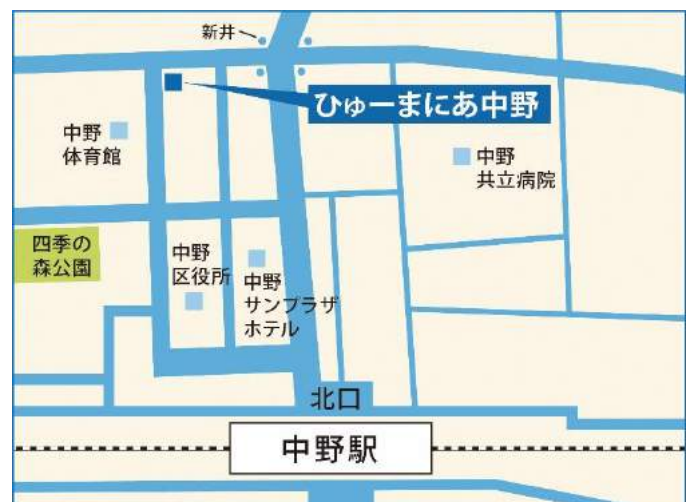 新井
ひゅーまにあ中野
中野
体育館
中野
共立病院
四季の
森公園
中野
区役所
中野
サンプラザ
ホテル
北口
中野駅